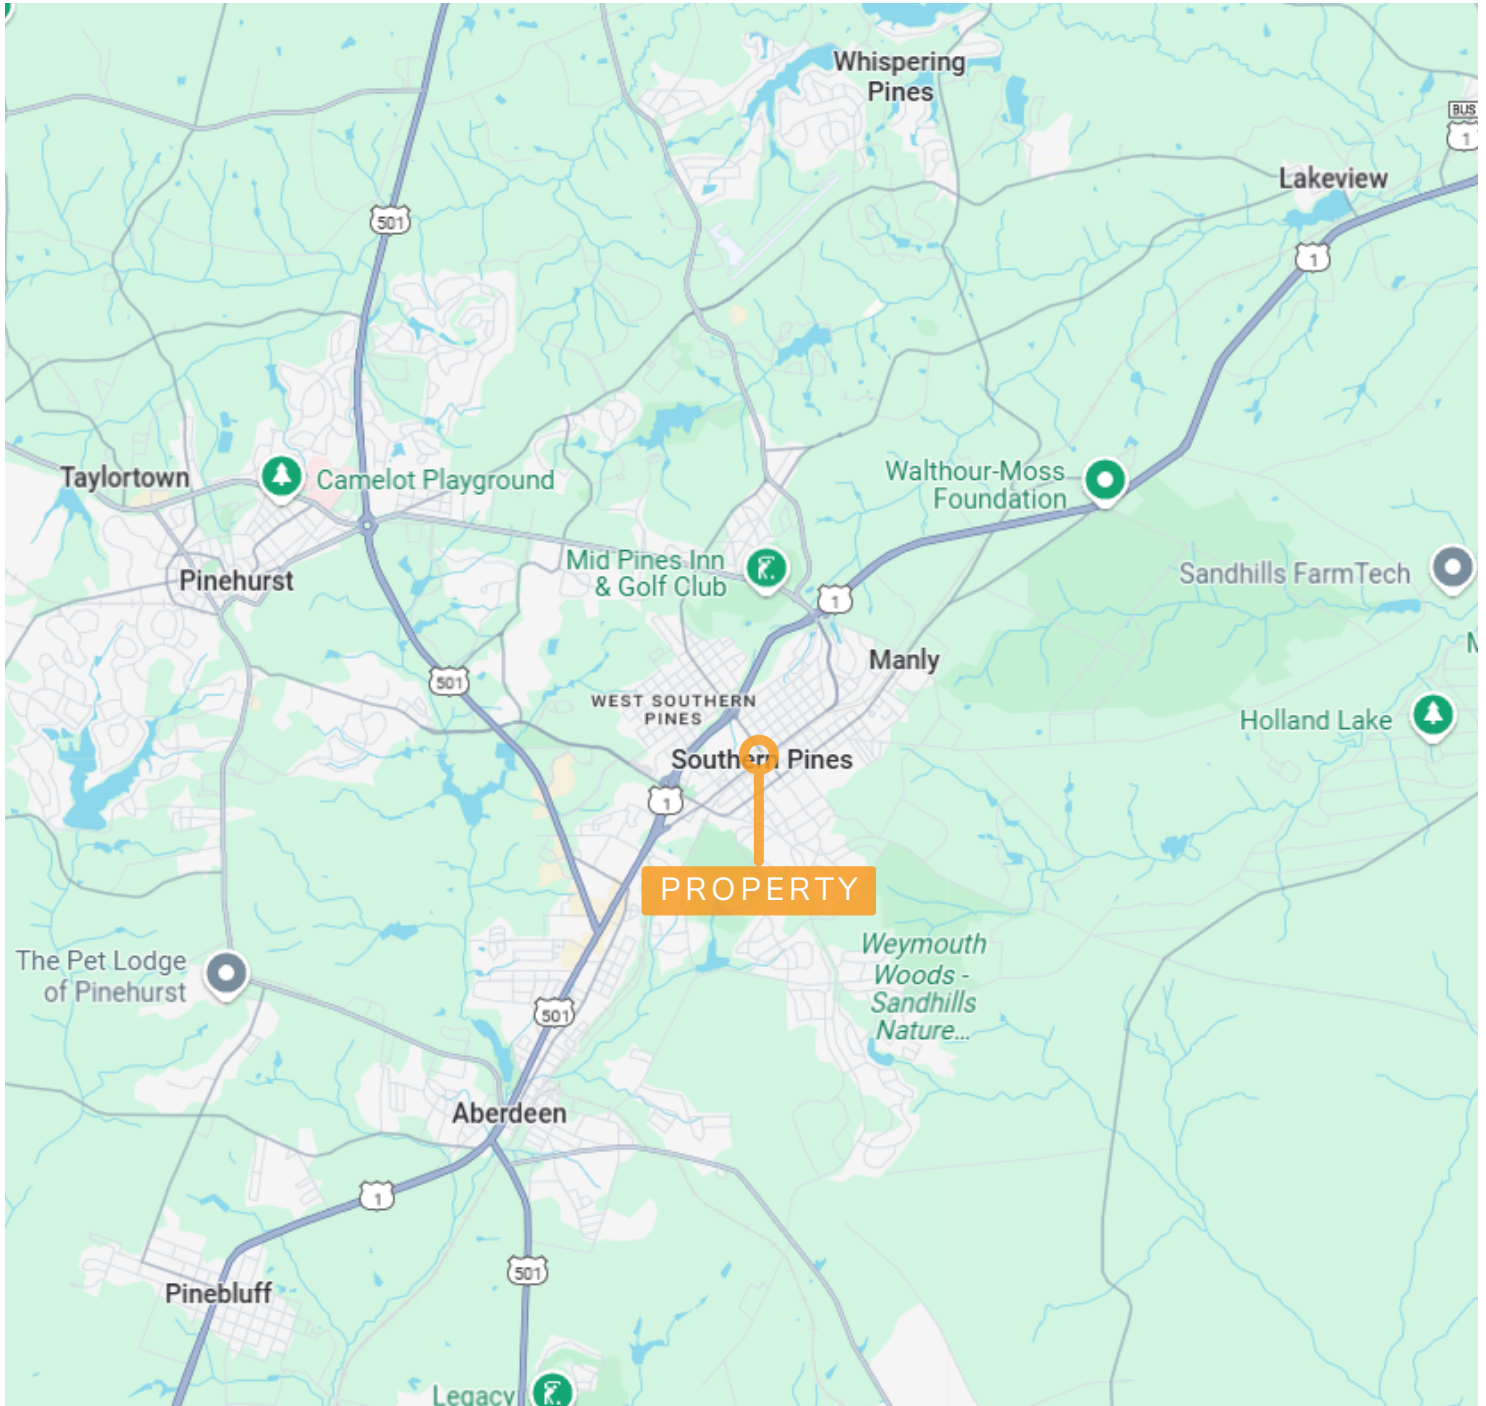 Whispering
Pines
BUS
1
Lakeview
501
1
Taylortown
Camelot Playground
Walthour-Moss
Foundation
Mid Pines Inn
& Golf Club
Sandhills FarmTech
Pinehurst
1
M
Manly
501
WEST SOUTHERN
PINES
Holland Lake
Southern Pines
1
PROPERTY
Weymouth
Woods -
Sandhills
Nature...
The Pet Lodge
of Pinehurst
501
Aberdeen
1
501
Pinebluff
Legacy